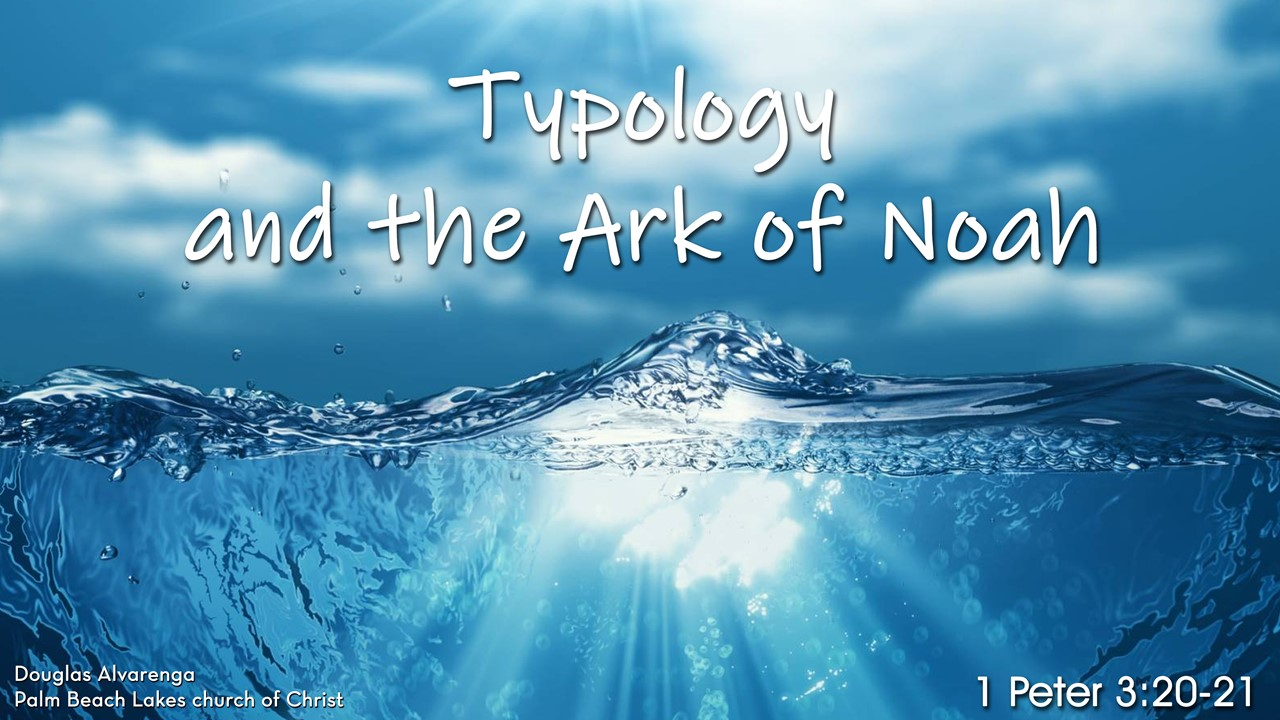 Typology
and the Ark of Noah
Douglas Alvarenga
Palm Beach Lakes church of Christ
1 Peter 3:20-21